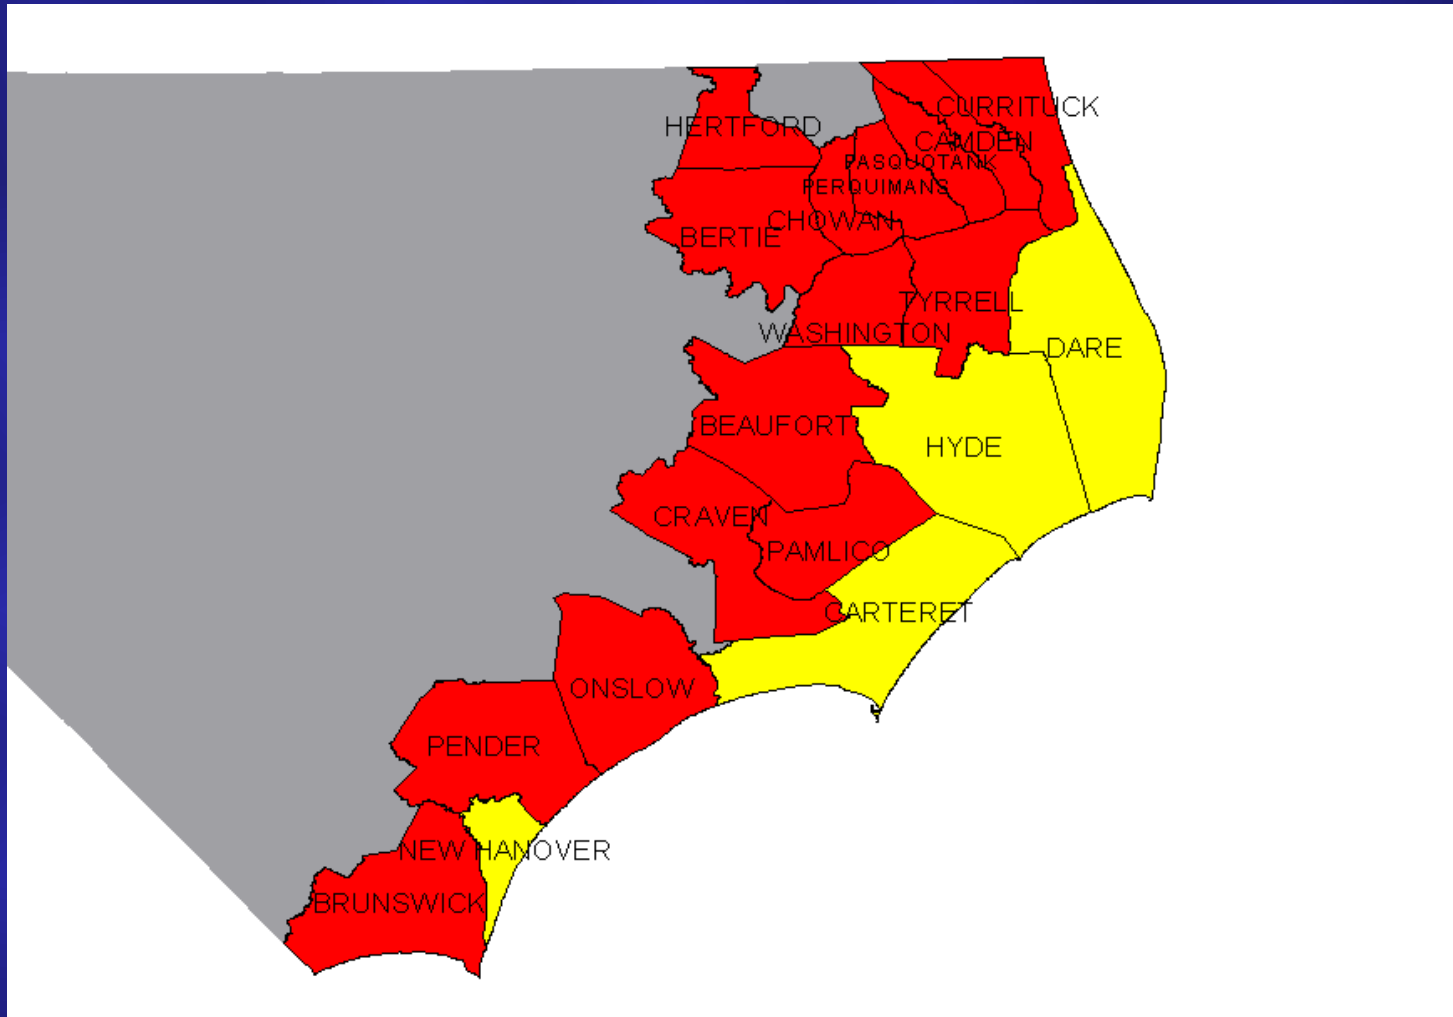 CURRITUCK
HERTFORD
CAMDEN
PASQUOTANK
PERQUIMANS
CHOWAN
BERTIE
TYRRELL
WASHINGTON
DARE
BEAUFORT
HYDE
CRAVEN
PAMLICO
CARTERET
ONSLOW
PENDER
NEW HANOVER
BRUNSWICK